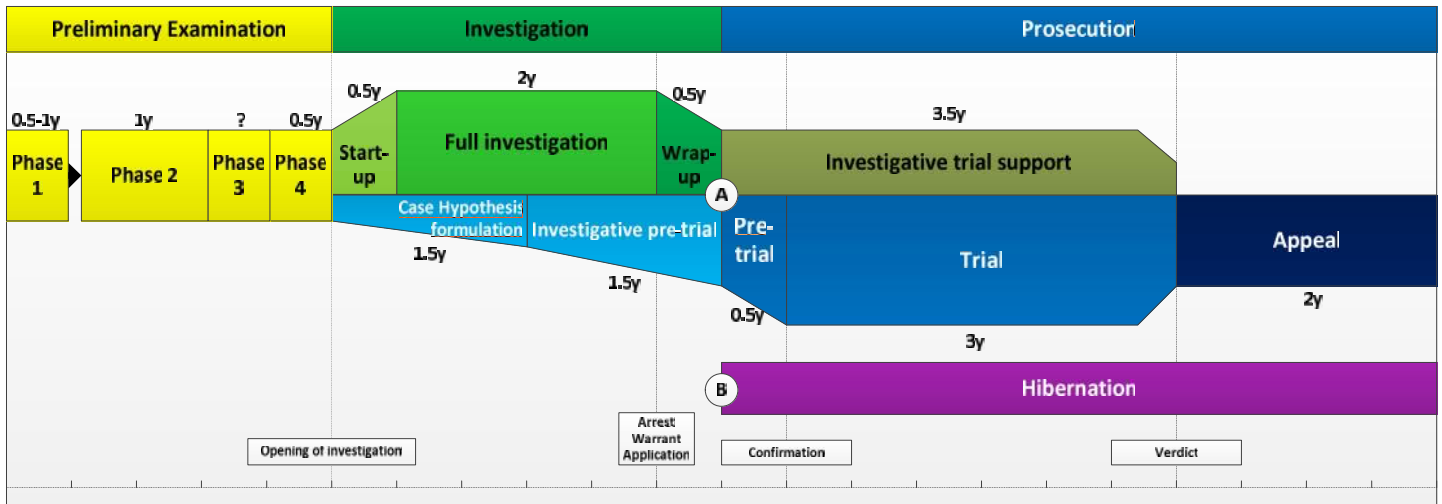 Preliminary Examination
Investigation
Prosecution
0.5-1y
1y
?
0.5y
0.5y
2y
0.5y
3.5y
Phase
1
Phase 2
Phase
3
Phase
4
Start-
up
Full investigation
Wrap-
up
Investigative trial support
A
Case Hypothesis
formulation
Investigative pre-trial
Pre-
trial
Trial
Appeal
1.5y
1.5y
0.5y
3y
2y
B
Hibernation
Opening of investigation
Arrest
Warrant
Application
Confirmation
Verdict